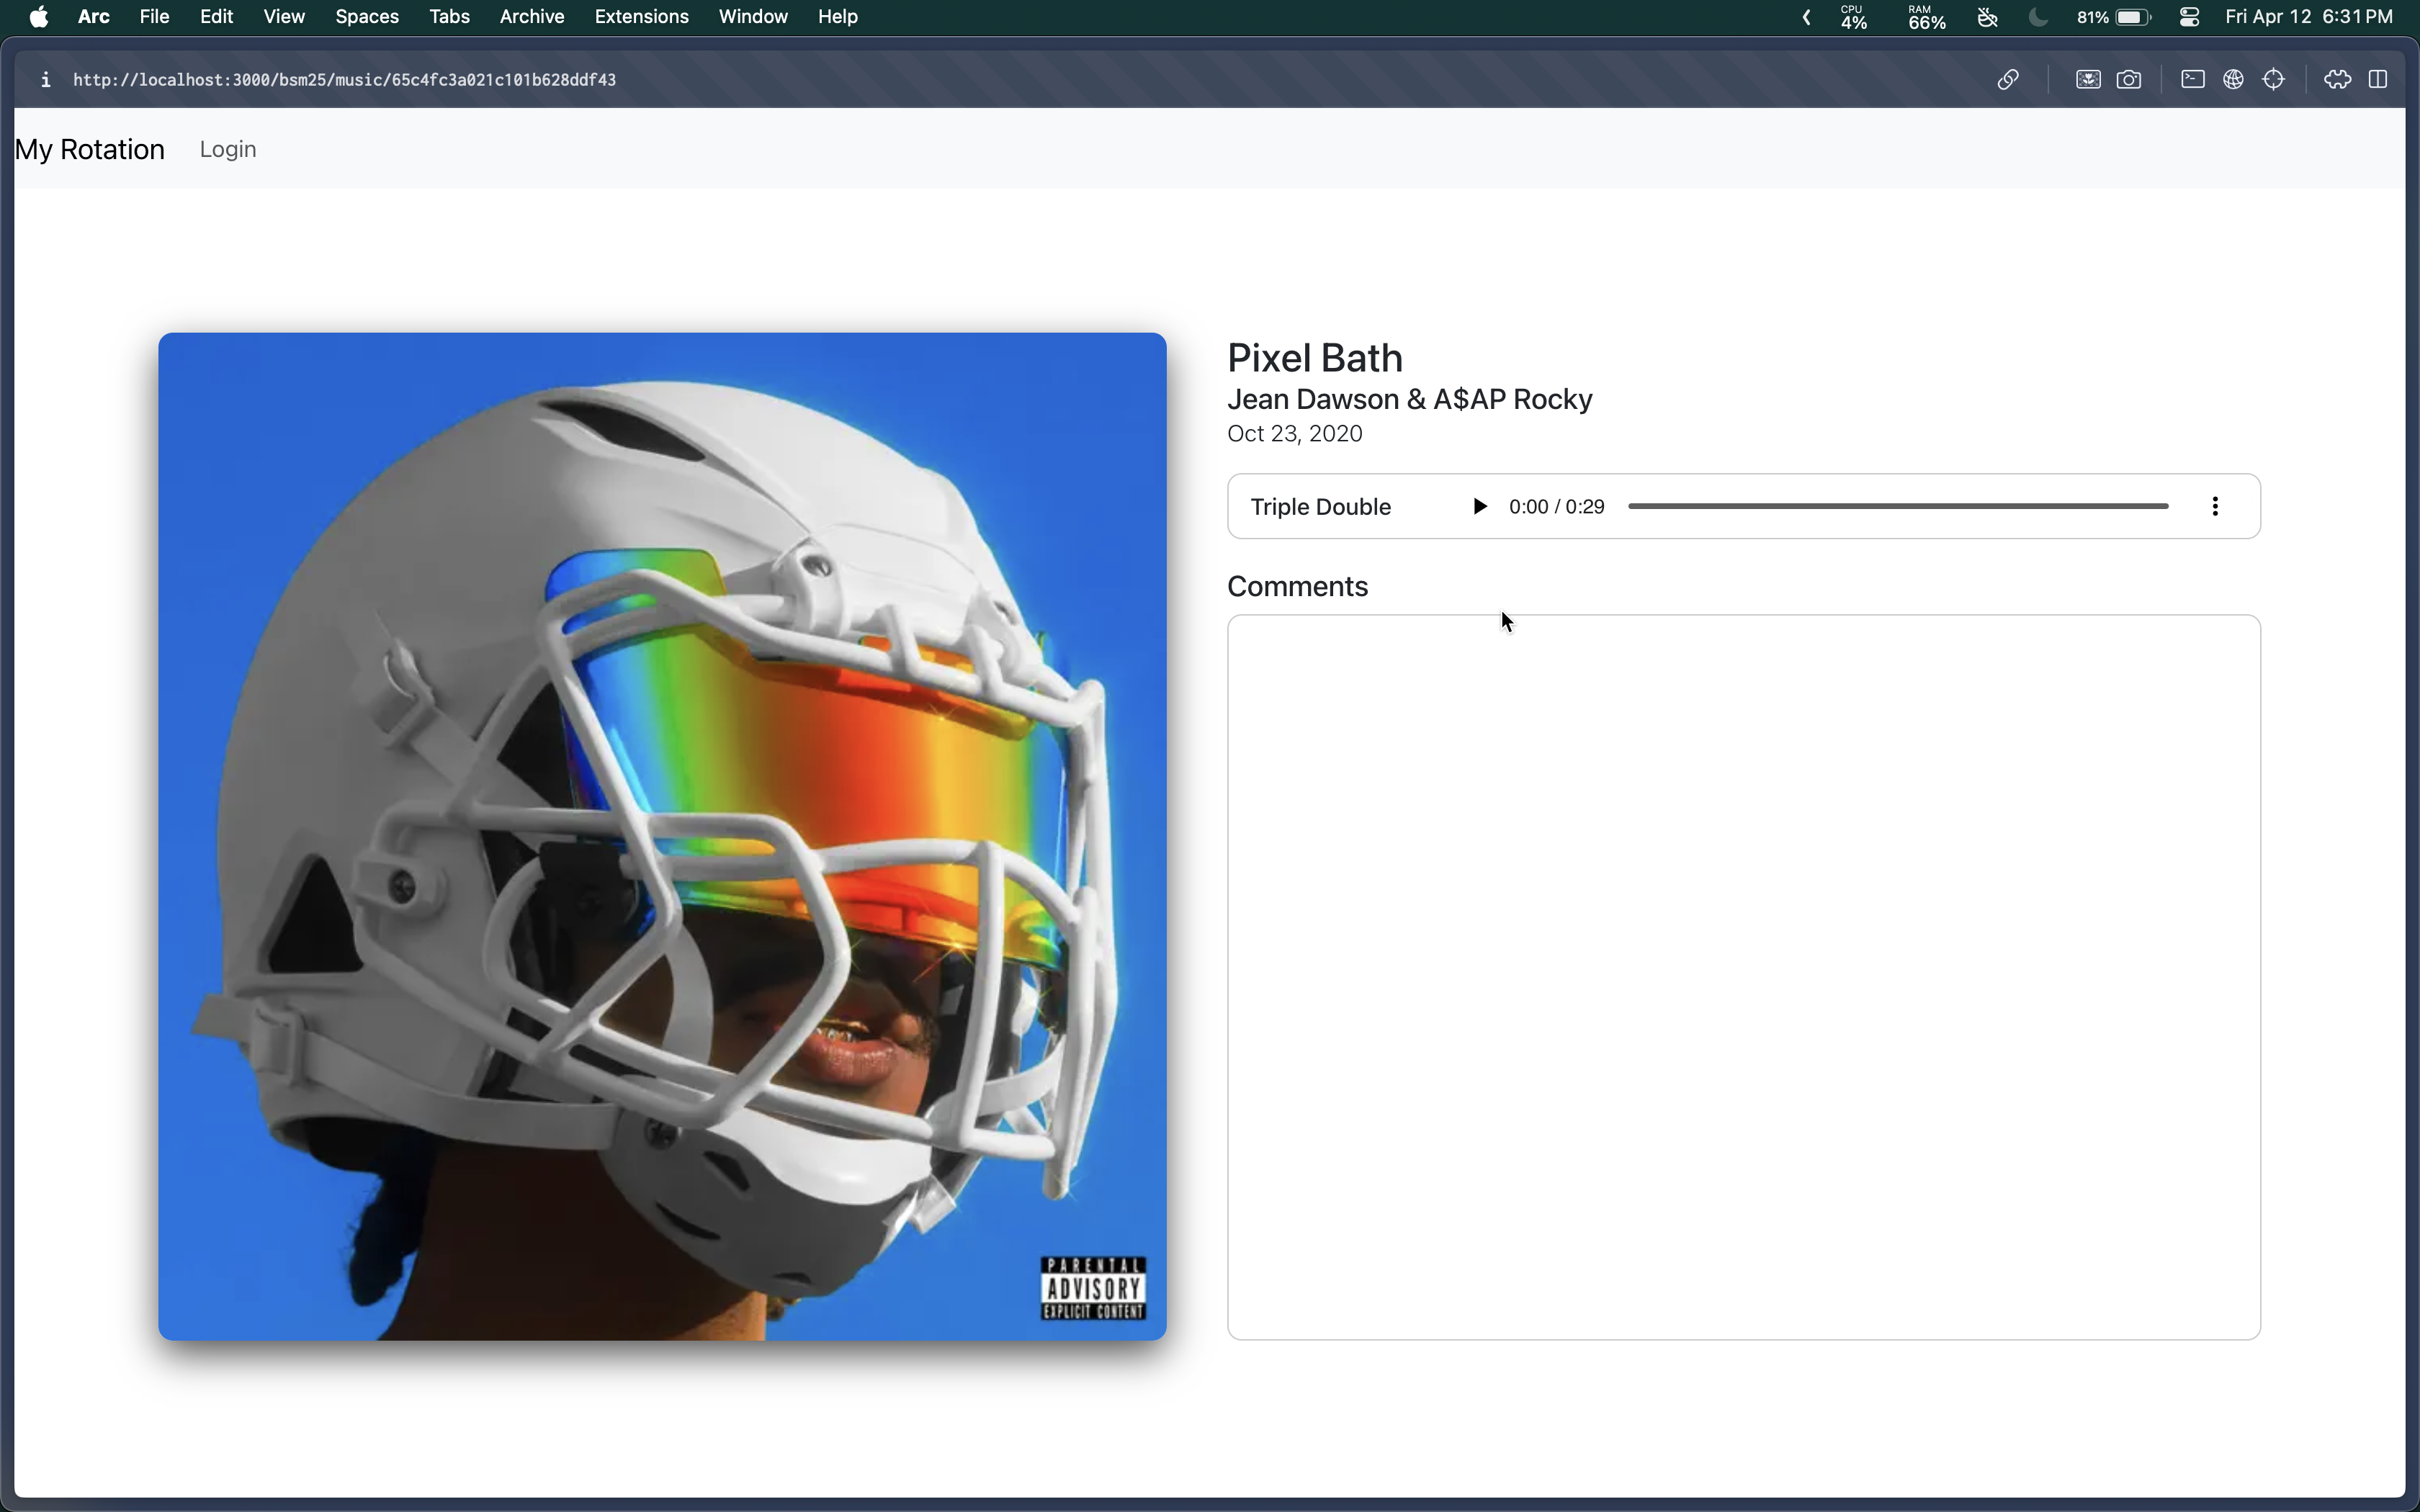 Arc File Edit View Spaces Tabs Archive Extensions Window Help CPU 4% RAM 66% 81% Fri Apr 12 6:31 PM
http://localhost:3000/bsm25/music/65c4fc3a021c101b628ddf43
My Rotation Login
Pixel Bath
Jean Dawson & A$AP Rocky
Oct 23, 2020
Triple Double 0:00 / 0:29
Comments
PARENTAL
ADVISORY
EXPLICIT CONTENT